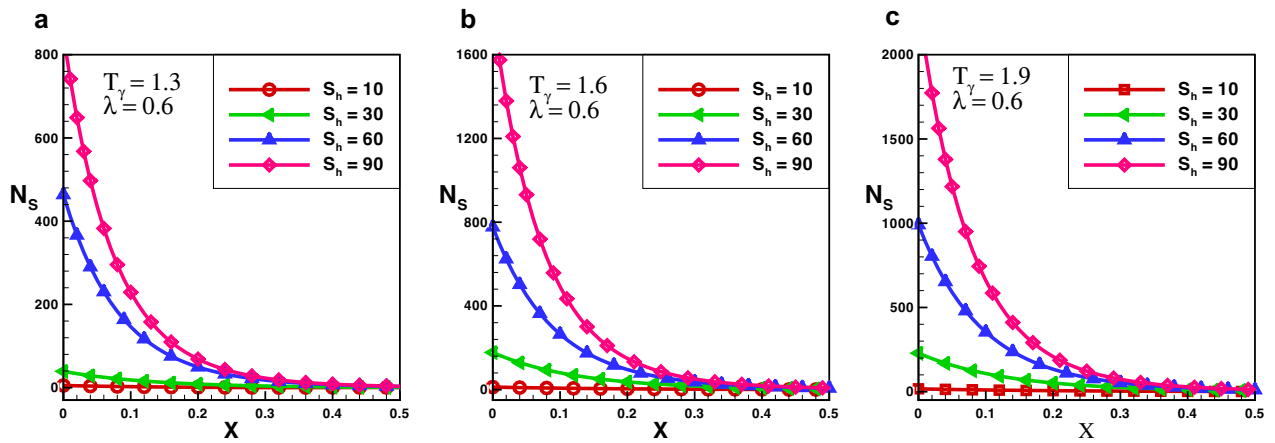 a
800
600
400
200
0
N_S
T_γ = 1.3
λ = 0.6
S_h = 10
S_h = 30
S_h = 60
S_h = 90
0
0.1
0.2
0.3
0.4
0.5
X
b
1600
1200
800
400
0
N_S
T_γ = 1.6
λ = 0.6
S_h = 10
S_h = 30
S_h = 60
S_h = 90
0
0.1
0.2
0.3
0.4
0.5
X
c
2000
1500
1000
500
0
N_S
T_γ = 1.9
λ = 0.6
S_h = 10
S_h = 30
S_h = 60
S_h = 90
0
0.1
0.2
0.3
0.4
0.5
X